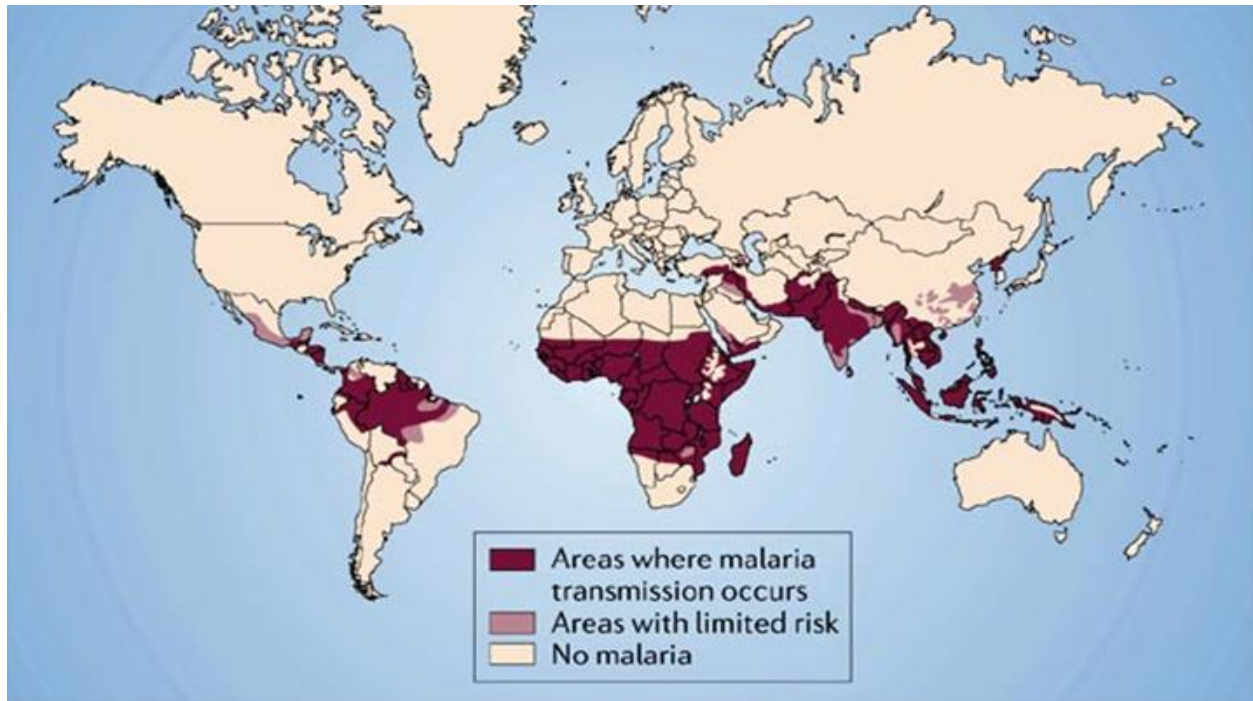 Areas where malaria
transmission occurs
Areas with limited risk
No malaria